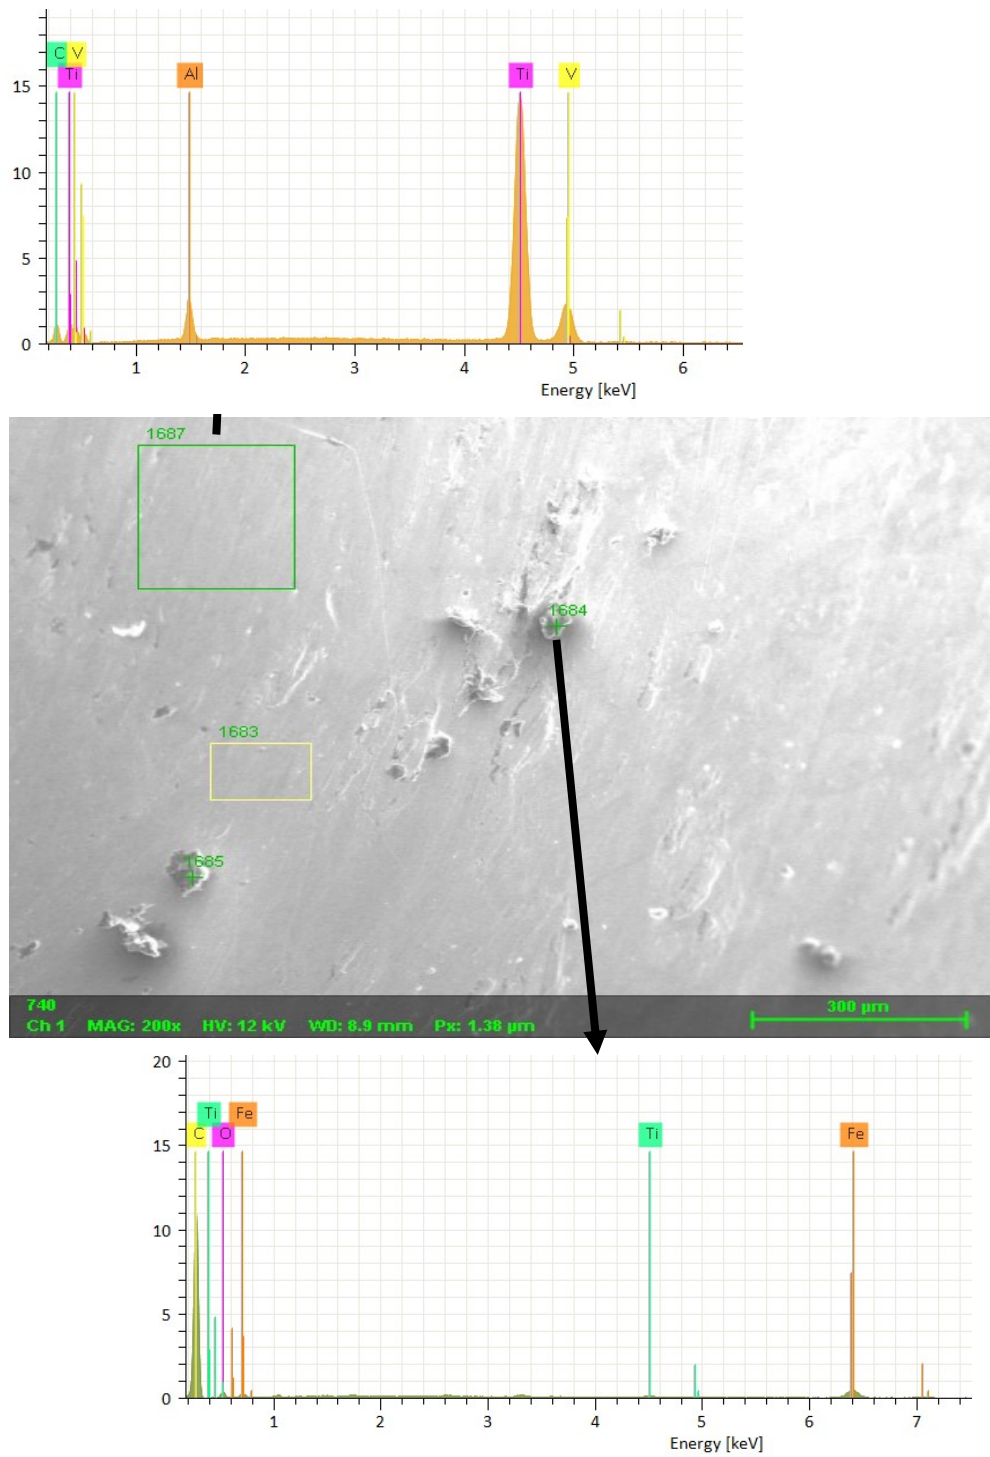 C V
Ti Al Ti V
15
10
5
0
1 2 3 4 5 6
Energy [keV]
1687
1684
1683
1685
740
300 µm
Ch 1 MAG: 200x HV: 12 kV WD: 8.9 mm Px: 1.38 µm
20
Ti Fe
C O Ti Fe
15
10
5
0
1 2 3 4 5 6 7
Energy [keV]